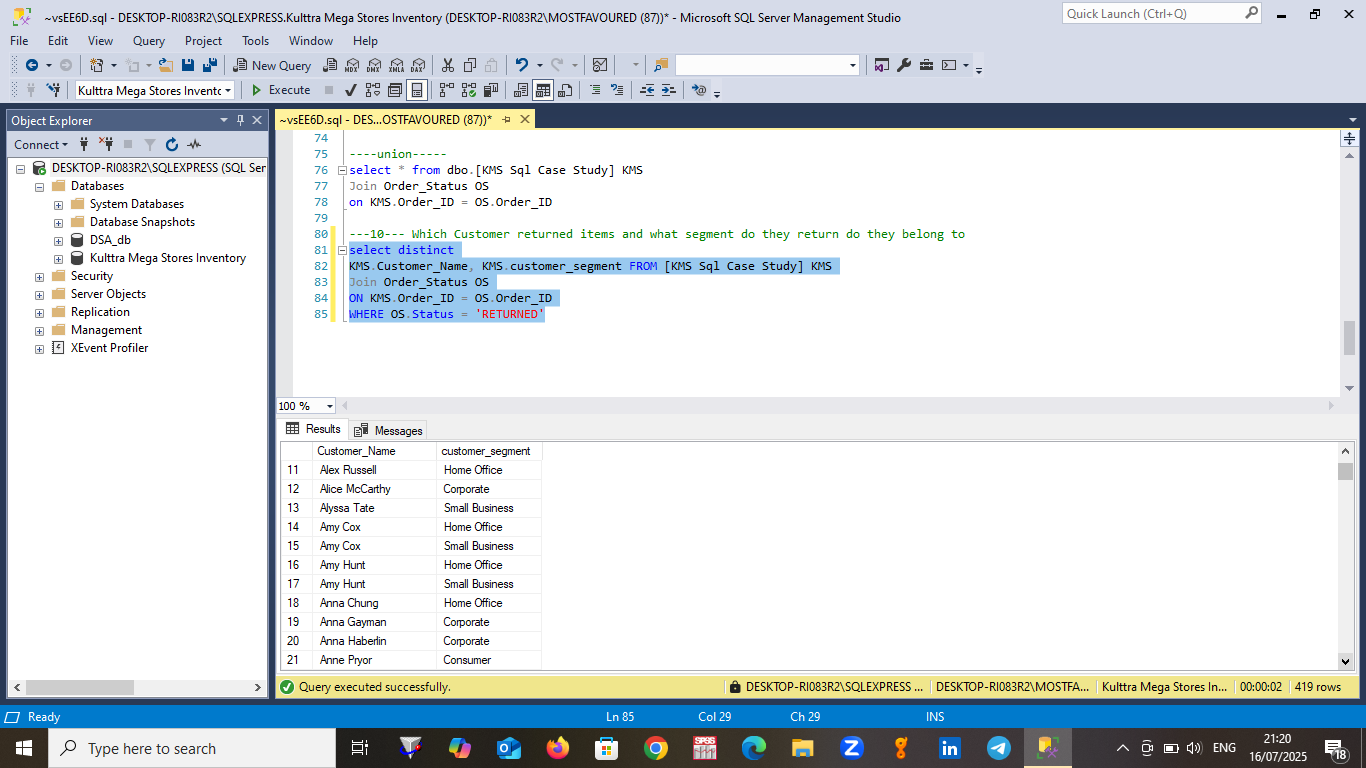 ~vsEE6D.sql - DESKTOP-RI083R2\SQLEXPRESS.Kulttra Mega Stores Inventory (DESKTOP-RI083R2\MOSTFAVOURED (87))* - Microsoft SQL Server Management Studio
Quick Launch (Ctrl+Q)
File Edit View Query Project Tools Window Help
New Query MDX DMX XMLA DAX
Kulttra Mega Stores Invento Execute
Object Explorer
~vsEE6D.sql - DES...OSTFAVOURED (87))*
Connect
DESKTOP-RI083R2\SQLEXPRESS (SQL Ser
Databases
System Databases
Database Snapshots
DSA_db
Kulttra Mega Stores Inventory
Security
Server Objects
Replication
Management
XEvent Profiler
74
75 ----union-----
76 select * from dbo.[KMS Sql Case Study] KMS
77 Join Order_Status OS
78 on KMS.Order_ID = OS.Order_ID
79
80 ---10--- Which Customer returned items and what segment do they return do they belong to
81 select distinct
82 KMS.Customer_Name, KMS.customer_segment FROM [KMS Sql Case Study] KMS
83 Join Order_Status OS
84 ON KMS.Order_ID = OS.Order_ID
85 WHERE OS.Status = 'RETURNED'
100 %
Results Messages
Customer_Name customer_segment
11 Alex Russell Home Office
12 Alice McCarthy Corporate
13 Alyssa Tate Small Business
14 Amy Cox Home Office
15 Amy Cox Small Business
16 Amy Hunt Home Office
17 Amy Hunt Small Business
18 Anna Chung Home Office
19 Anna Gayman Corporate
20 Anna Haberlin Corporate
21 Anne Pryor Consumer
Query executed successfully. DESKTOP-RI083R2\SQLEXPRESS ... DESKTOP-RI083R2\MOSTFA... Kulttra Mega Stores In... 00:00:02 419 rows
Ready Ln 85 Col 29 Ch 29 INS
Type here to search
SPSS
Z
in
ENG
21:20
16/07/2025
18